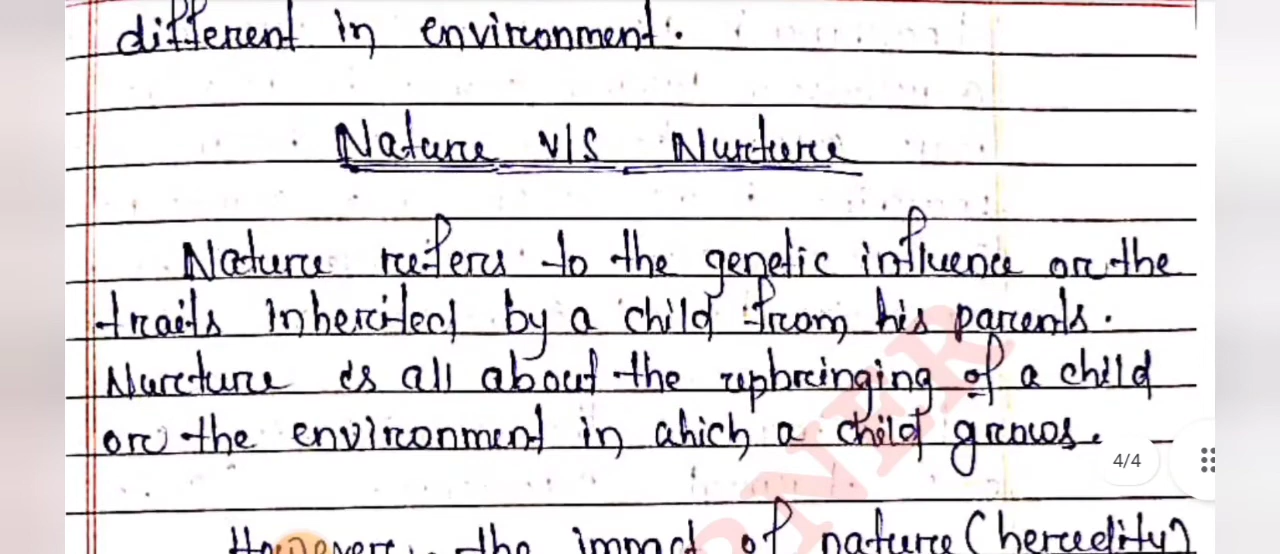 different in environment.
Nature v/s Nurture
Nature refers to the genetic influence or the
traits inherited by a child from his parents.
Nurture is all about the upbringing of a child
or the environment in which a child grows.
4/4
However, the impact of nature (heredity)